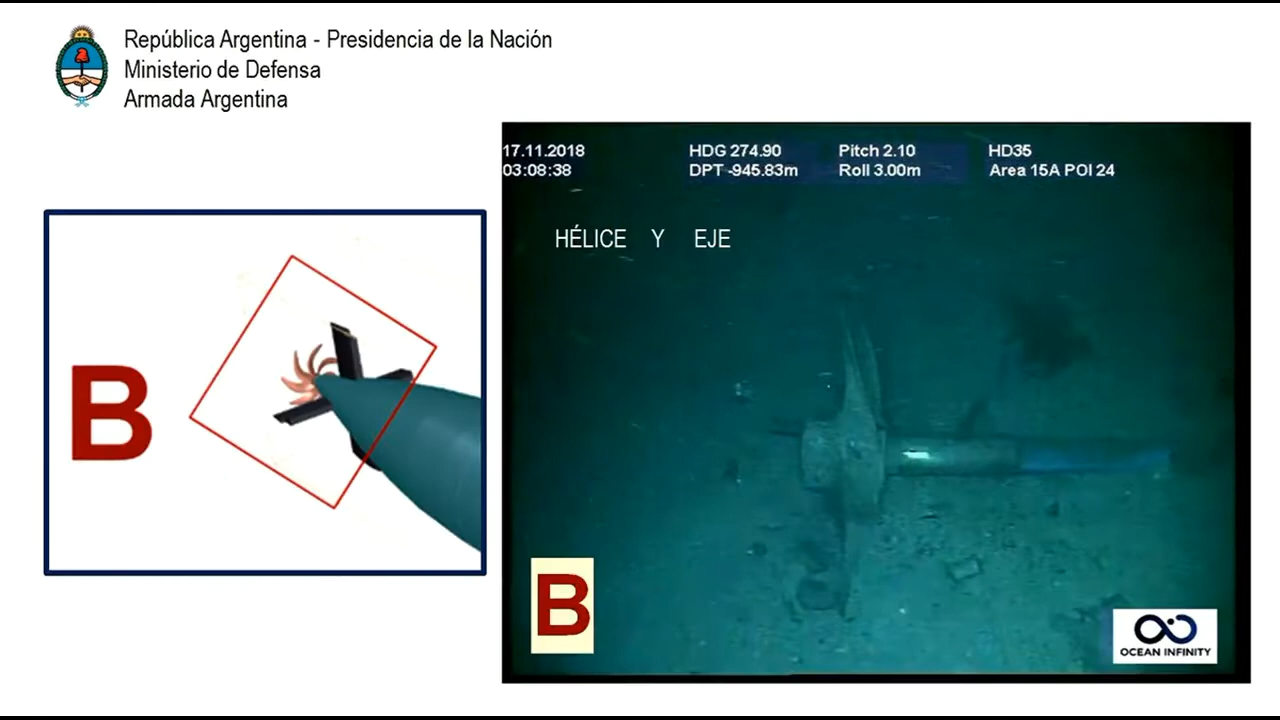 República Argentina - Presidencia de la Nación
Ministerio de Defensa
Armada Argentina
17.11.2018 HDG 274.90 Pitch 2.10 HD35
03:08:38 DPT -945.83m Roll 3.00m Area 15A POI 24
HÉLICE Y EJE
B
B
OCEAN INFINITY